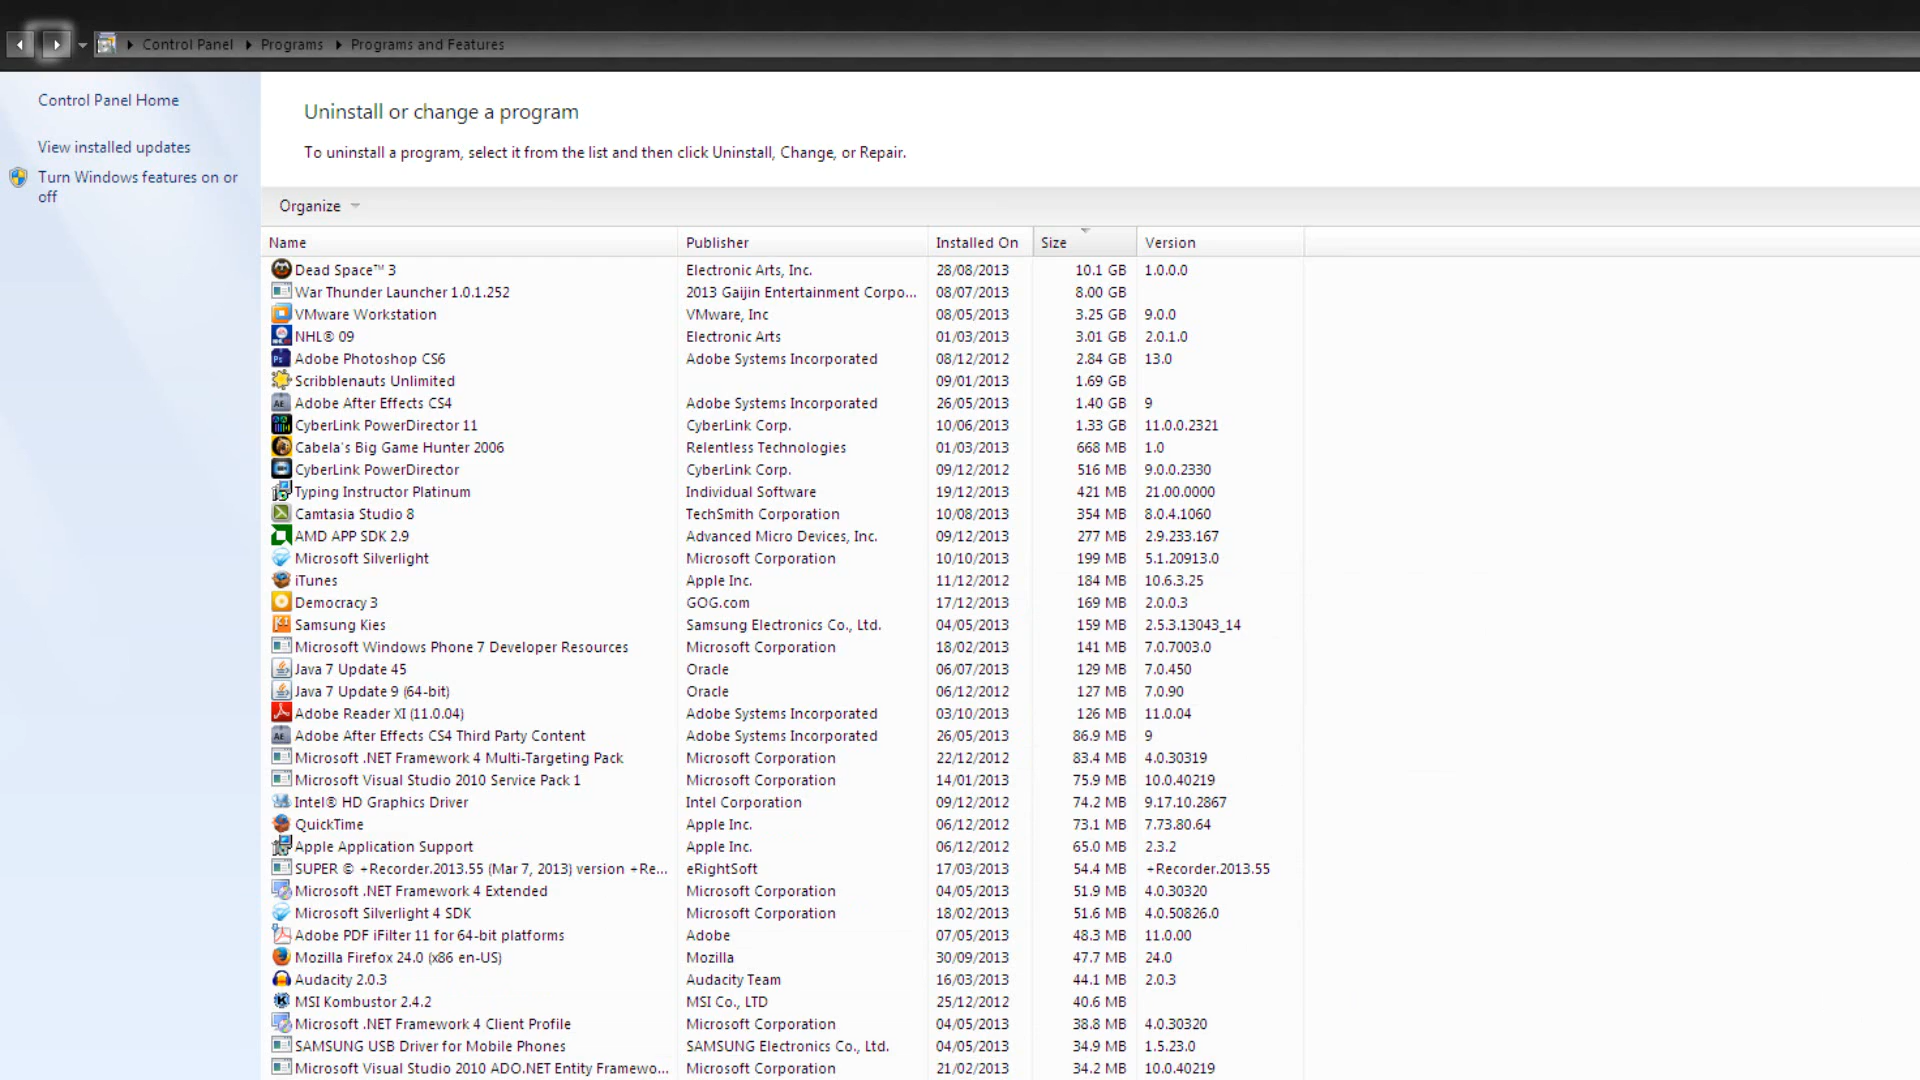 Control Panel Programs Programs and Features
Control Panel Home
View installed updates
Turn Windows features on or
off
Uninstall or change a program
To uninstall a program, select it from the list and then click Uninstall, Change, or Repair.
Organize
Name Publisher Installed On Size Version
Dead Space™ 3 Electronic Arts, Inc. 28/08/2013 10.1 GB 1.0.0.0
War Thunder Launcher 1.0.1.252 2013 Gaijin Entertainment Corpo... 08/07/2013 8.00 GB
VMware Workstation VMware, Inc 08/05/2013 3.25 GB 9.0.0
NHL® 09 Electronic Arts 01/03/2013 3.01 GB 2.0.1.0
Adobe Photoshop CS6 Adobe Systems Incorporated 08/12/2012 2.84 GB 13.0
Scribblenauts Unlimited 09/01/2013 1.69 GB
Adobe After Effects CS4 Adobe Systems Incorporated 26/05/2013 1.40 GB 9
CyberLink PowerDirector 11 CyberLink Corp. 10/06/2013 1.33 GB 11.0.0.2321
Cabela's Big Game Hunter 2006 Relentless Technologies 01/03/2013 668 MB 1.0
CyberLink PowerDirector CyberLink Corp. 09/12/2012 516 MB 9.0.0.2330
Typing Instructor Platinum Individual Software 19/12/2013 421 MB 21.00.0000
Camtasia Studio 8 TechSmith Corporation 10/08/2013 354 MB 8.0.4.1060
AMD APP SDK 2.9 Advanced Micro Devices, Inc. 09/12/2013 277 MB 2.9.233.167
Microsoft Silverlight Microsoft Corporation 10/10/2013 199 MB 5.1.20913.0
iTunes Apple Inc. 11/12/2012 184 MB 10.6.3.25
Democracy 3 GOG.com 17/12/2013 169 MB 2.0.0.3
Samsung Kies Samsung Electronics Co., Ltd. 04/05/2013 159 MB 2.5.3.13043_14
Microsoft Windows Phone 7 Developer Resources Microsoft Corporation 18/02/2013 141 MB 7.0.7003.0
Java 7 Update 45 Oracle 06/07/2013 129 MB 7.0.450
Java 7 Update 9 (64-bit) Oracle 06/12/2012 127 MB 7.0.90
Adobe Reader XI (11.0.04) Adobe Systems Incorporated 03/10/2013 126 MB 11.0.04
Adobe After Effects CS4 Third Party Content Adobe Systems Incorporated 26/05/2013 86.9 MB 9
Microsoft .NET Framework 4 Multi-Targeting Pack Microsoft Corporation 22/12/2012 83.4 MB 4.0.30319
Microsoft Visual Studio 2010 Service Pack 1 Microsoft Corporation 14/01/2013 75.9 MB 10.0.40219
Intel® HD Graphics Driver Intel Corporation 09/12/2012 74.2 MB 9.17.10.2867
QuickTime Apple Inc. 06/12/2012 73.1 MB 7.73.80.64
Apple Application Support Apple Inc. 06/12/2012 65.0 MB 2.3.2
SUPER © +Recorder.2013.55 (Mar 7, 2013) version +Re... eRightSoft 17/03/2013 54.4 MB +Recorder.2013.55
Microsoft .NET Framework 4 Extended Microsoft Corporation 04/05/2013 51.9 MB 4.0.30320
Microsoft Silverlight 4 SDK Microsoft Corporation 18/02/2013 51.6 MB 4.0.50826.0
Adobe PDF iFilter 11 for 64-bit platforms Adobe 07/05/2013 48.3 MB 11.0.00
Mozilla Firefox 24.0 (x86 en-US) Mozilla 30/09/2013 47.7 MB 24.0
Audacity 2.0.3 Audacity Team 16/03/2013 44.1 MB 2.0.3
MSI Kombustor 2.4.2 MSI Co., LTD 25/12/2012 40.6 MB
Microsoft .NET Framework 4 Client Profile Microsoft Corporation 04/05/2013 38.8 MB 4.0.30320
SAMSUNG USB Driver for Mobile Phones SAMSUNG Electronics Co., Ltd. 04/05/2013 34.9 MB 1.5.23.0
Microsoft Visual Studio 2010 ADO.NET Entity Framewo... Microsoft Corporation 21/02/2013 34.2 MB 10.0.40219